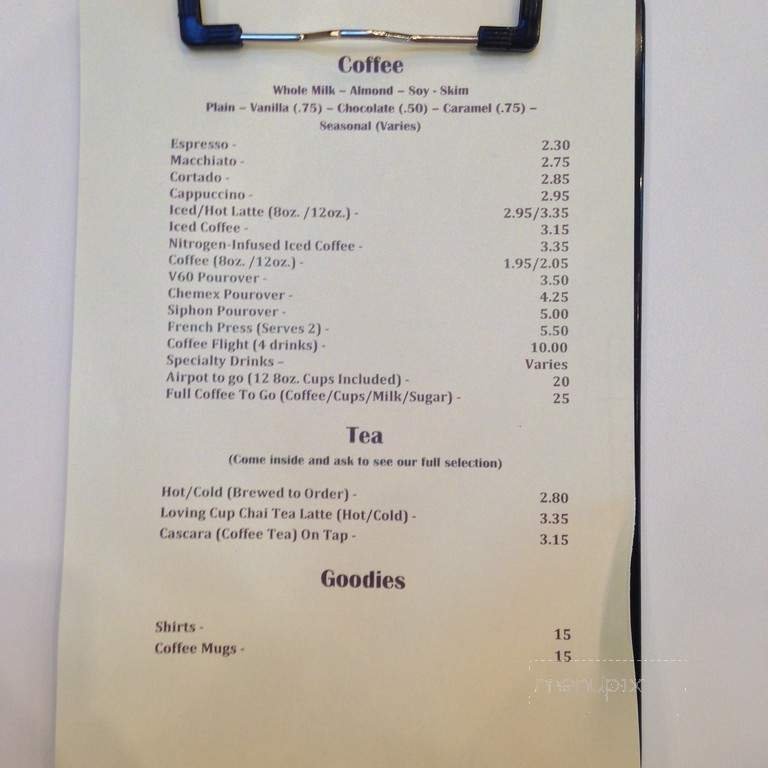 Coffee
Whole Milk – Almond – Soy - Skim
Plain – Vanilla (.75) – Chocolate (.50) – Caramel (.75) –
Seasonal (Varies)
Espresso - 2.30
Macchiato - 2.75
Cortado - 2.85
Cappuccino - 2.95
Iced/Hot Latte (8oz. /12oz.) - 2.95/3.35
Iced Coffee - 3.15
Nitrogen-Infused Iced Coffee - 3.35
Coffee (8oz. /12oz.) - 1.95/2.05
V60 Pourover - 3.50
Chemex Pourover - 4.25
Siphon Pourover - 5.00
French Press (Serves 2) - 5.50
Coffee Flight (4 drinks) - 10.00
Specialty Drinks – Varies
Airpot to go (12 8oz. Cups Included) - 20
Full Coffee To Go (Coffee/Cups/Milk/Sugar) - 25
Tea
(Come inside and ask to see our full selection)
Hot/Cold (Brewed to Order) - 2.80
Loving Cup Chai Tea Latte (Hot/Cold) - 3.35
Cascara (Coffee Tea) On Tap - 3.15
Goodies
Shirts - 15
Coffee Mugs - 15
menupix